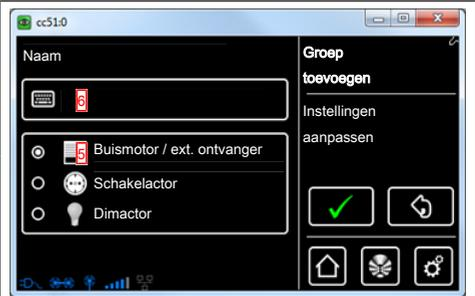 cc51:0
Naam
6
5
Buismotor / ext. ontvanger
Schakelactor
Dimactor
Groep
toevoegen
Instellingen
aanpassen